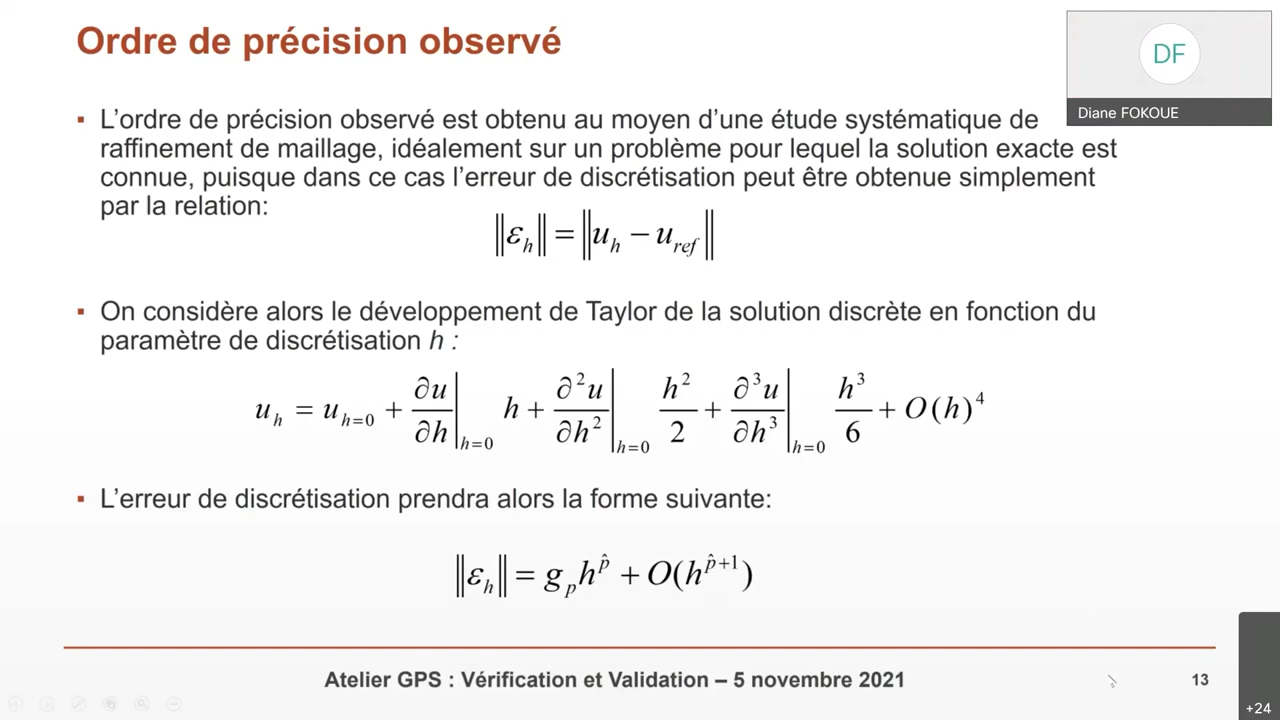 Ordre de précision observé
DF
Diane FOKOUE
▪ L’ordre de précision observé est obtenu au moyen d’une étude systématique de
raffinement de maillage, idéalement sur un problème pour lequel la solution exacte est
connue, puisque dans ce cas l’erreur de discrétisation peut être obtenue simplement
par la relation:
‖ε_h‖ = ‖u_h − u_ref‖
▪ On considère alors le développement de Taylor de la solution discrète en fonction du
paramètre de discrétisation h :
u_h = u_{h=0} + ∂u/∂h|_{h=0} h + ∂²u/∂h²|_{h=0} h²/2 + ∂³u/∂h³|_{h=0} h³/6 + O(h)⁴
▪ L’erreur de discrétisation prendra alors la forme suivante:
‖ε_h‖ = g_p h^p̂ + O(h^{p̂+1})
Atelier GPS : Vérification et Validation – 5 novembre 2021
13
+24